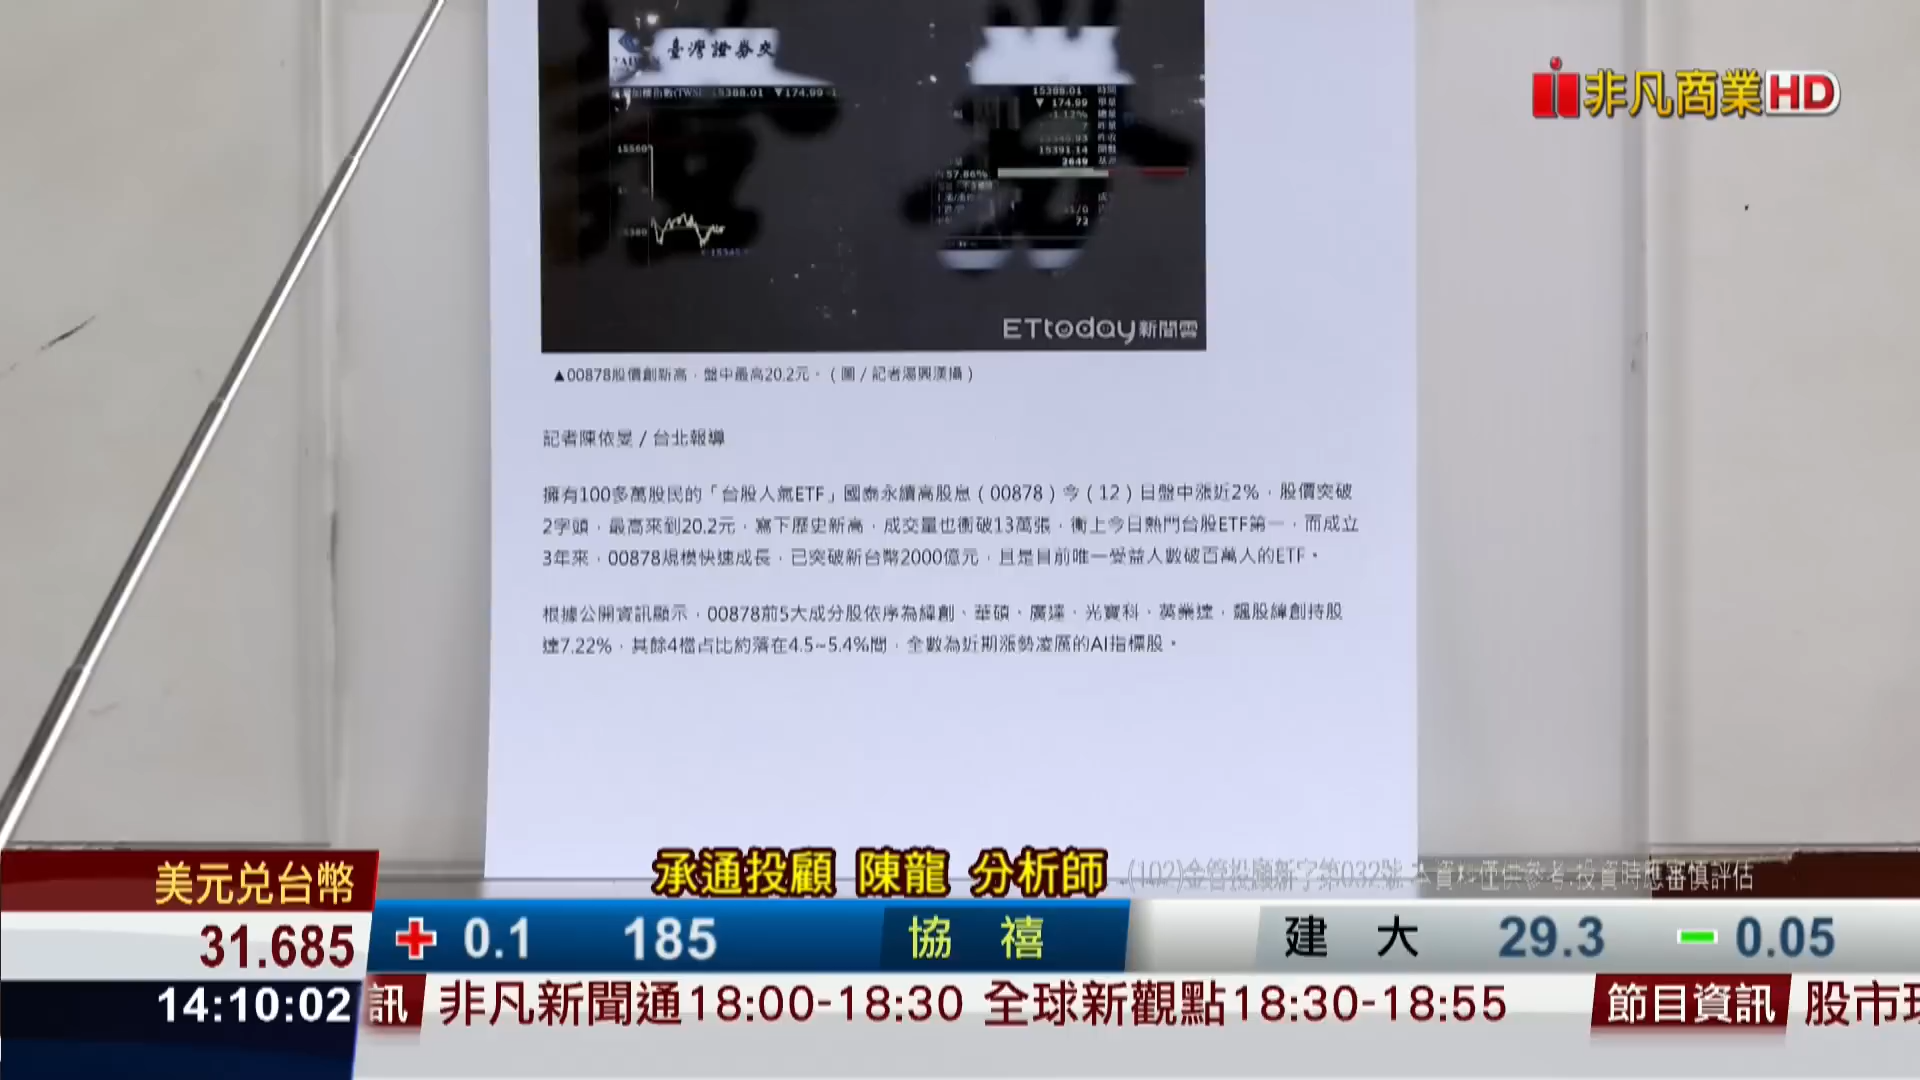 臺灣證券交
15388.01 ▼174.99
15388.01
▼ 174.99
-1.12%
15391.14
2649
57.86%
72
ETtoday新聞雲
非凡商業HD
▲00878股價創新高，盤中最高20.2元。（圖／記者湯興漢攝）
記者陳依旻／台北報導
擁有100多萬股民的「台股人氣ETF」國泰永續高股息（00878）今（12）日盤中漲近2%，股價突破
2字頭，最高來到20.2元，寫下歷史新高，成交量也衝破13萬張，衝上今日熱門台股ETF第一，而成立
3年來，00878規模快速成長，已突破新台幣2000億元，且是目前唯一受益人數破百萬人的ETF。
根據公開資訊顯示，00878前5大成分股依序為緯創、華碩、廣達、光寶科、英業達，飆股緯創持股
達7.22%，其餘4檔占比約落在4.5~5.4%間，全數為近期漲勢凌厲的AI指標股。
承通投顧 陳龍 分析師
(102)金管投顧新字第032號 本資料僅供參考.投資時應審慎評估
美元兌台幣
31.685
0.1 185 協禧 建大 29.3 0.05
14:10:02
訊 非凡新聞通18:00-18:30 全球新觀點18:30-18:55 節目資訊 股市